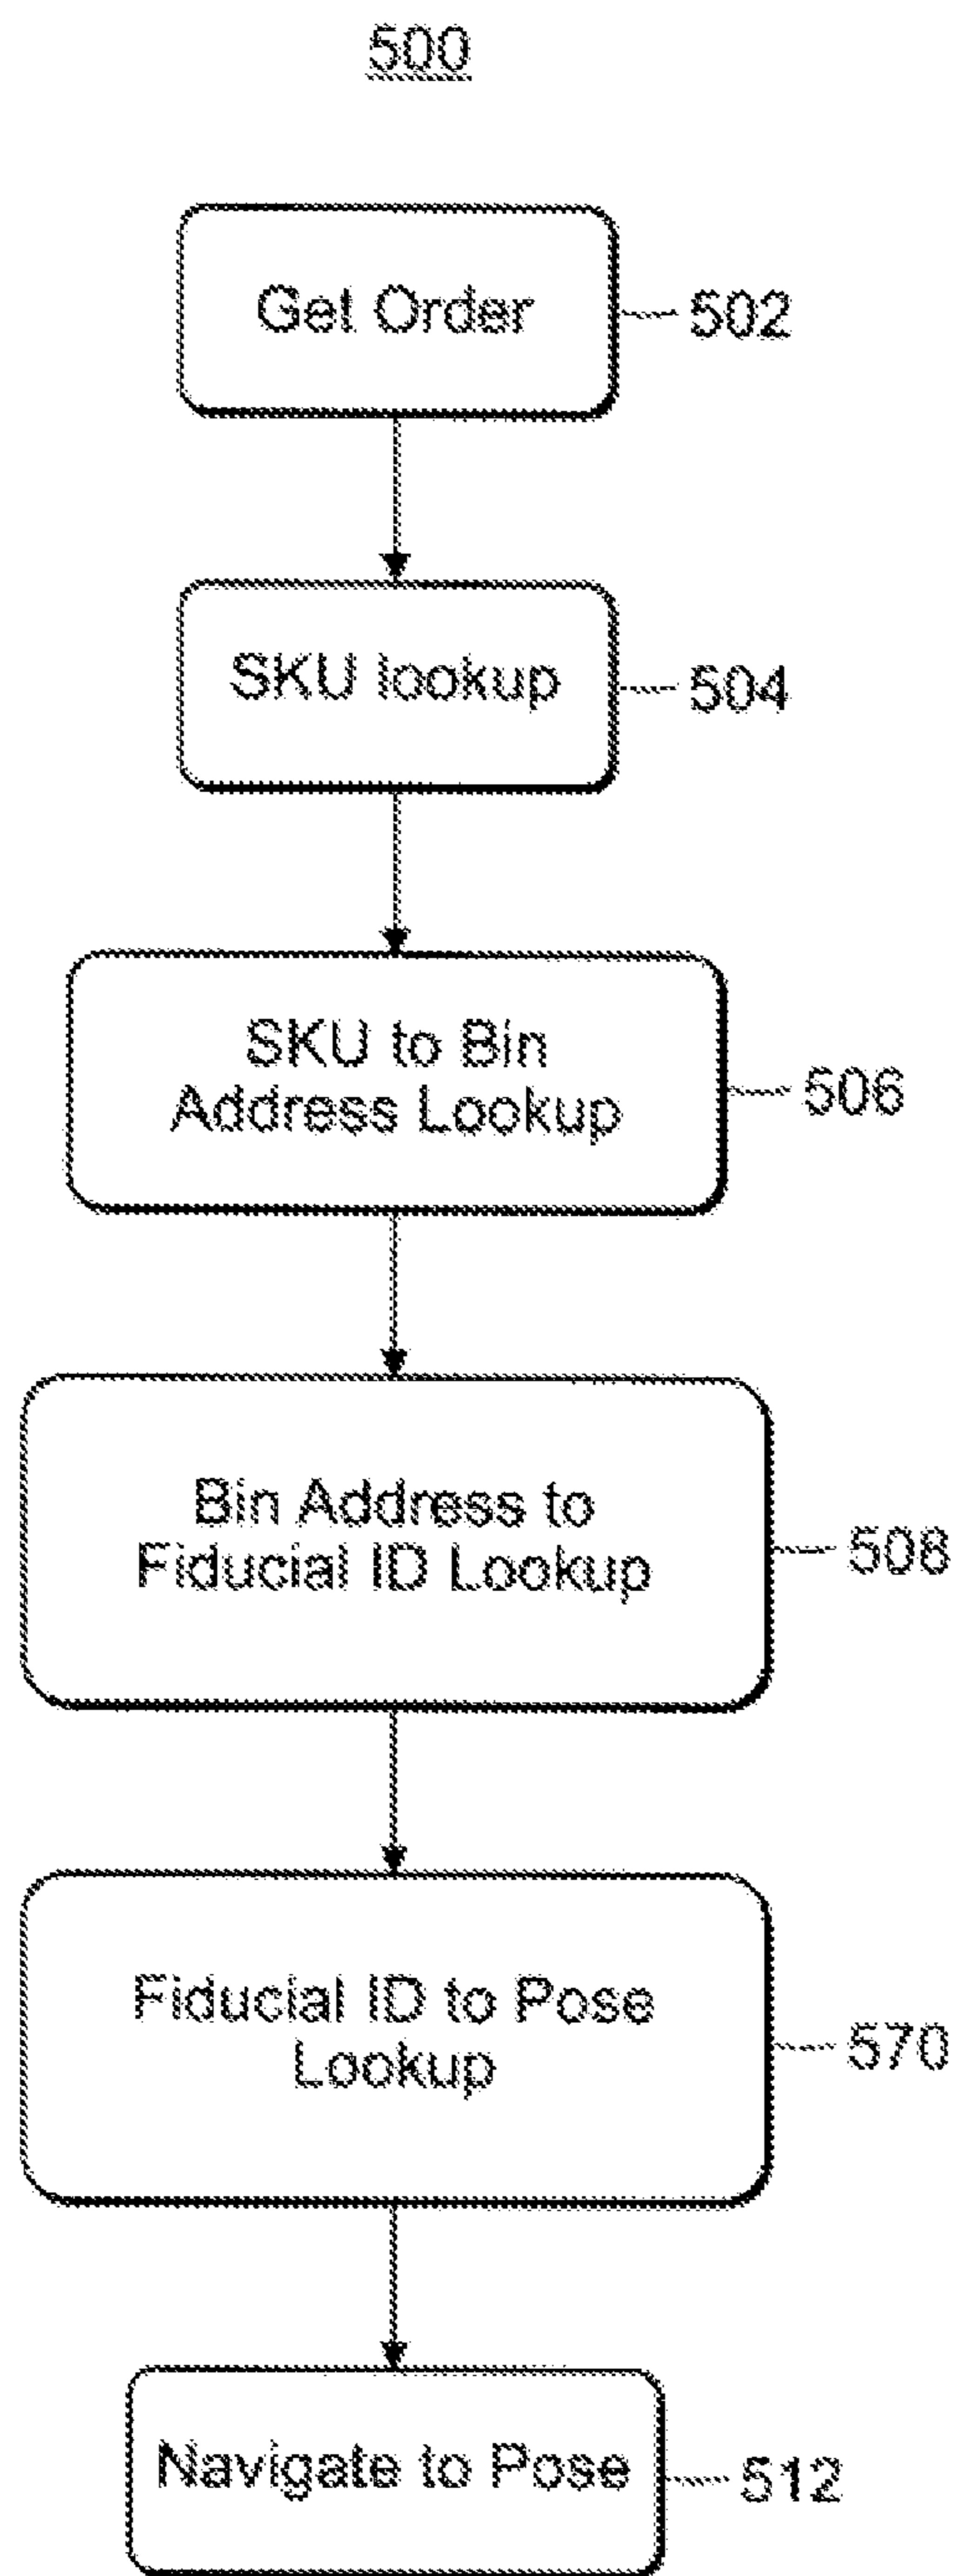 500
Get Order
502
SKU lookup
504
SKU to Bin
Address Lookup
506
Bin Address to
Fiducial ID Lookup
508
Fiducial ID to Pose
Lookup
570
Navigate to Pose
512